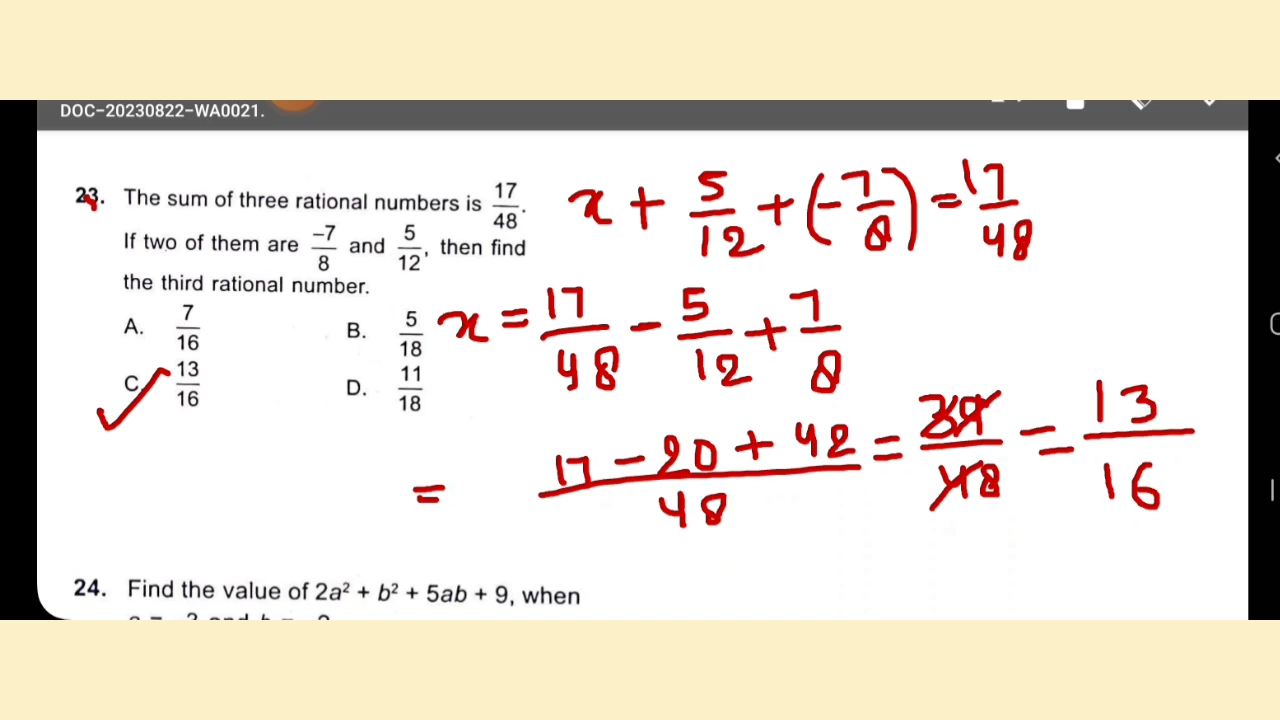 DOC-20230822-WA0021.
23. The sum of three rational numbers is 17/48.
If two of them are -7/8 and 5/12, then find
the third rational number.
A. 7/16 B. 5/18
C. 13/16 D. 11/18
x + 5/12 + (-7/8) = 17/48
x = 17/48 - 5/12 + 7/8
= 17 - 20 + 42/48 = 39/48 = 13/16
24. Find the value of 2a² + b² + 5ab + 9, when